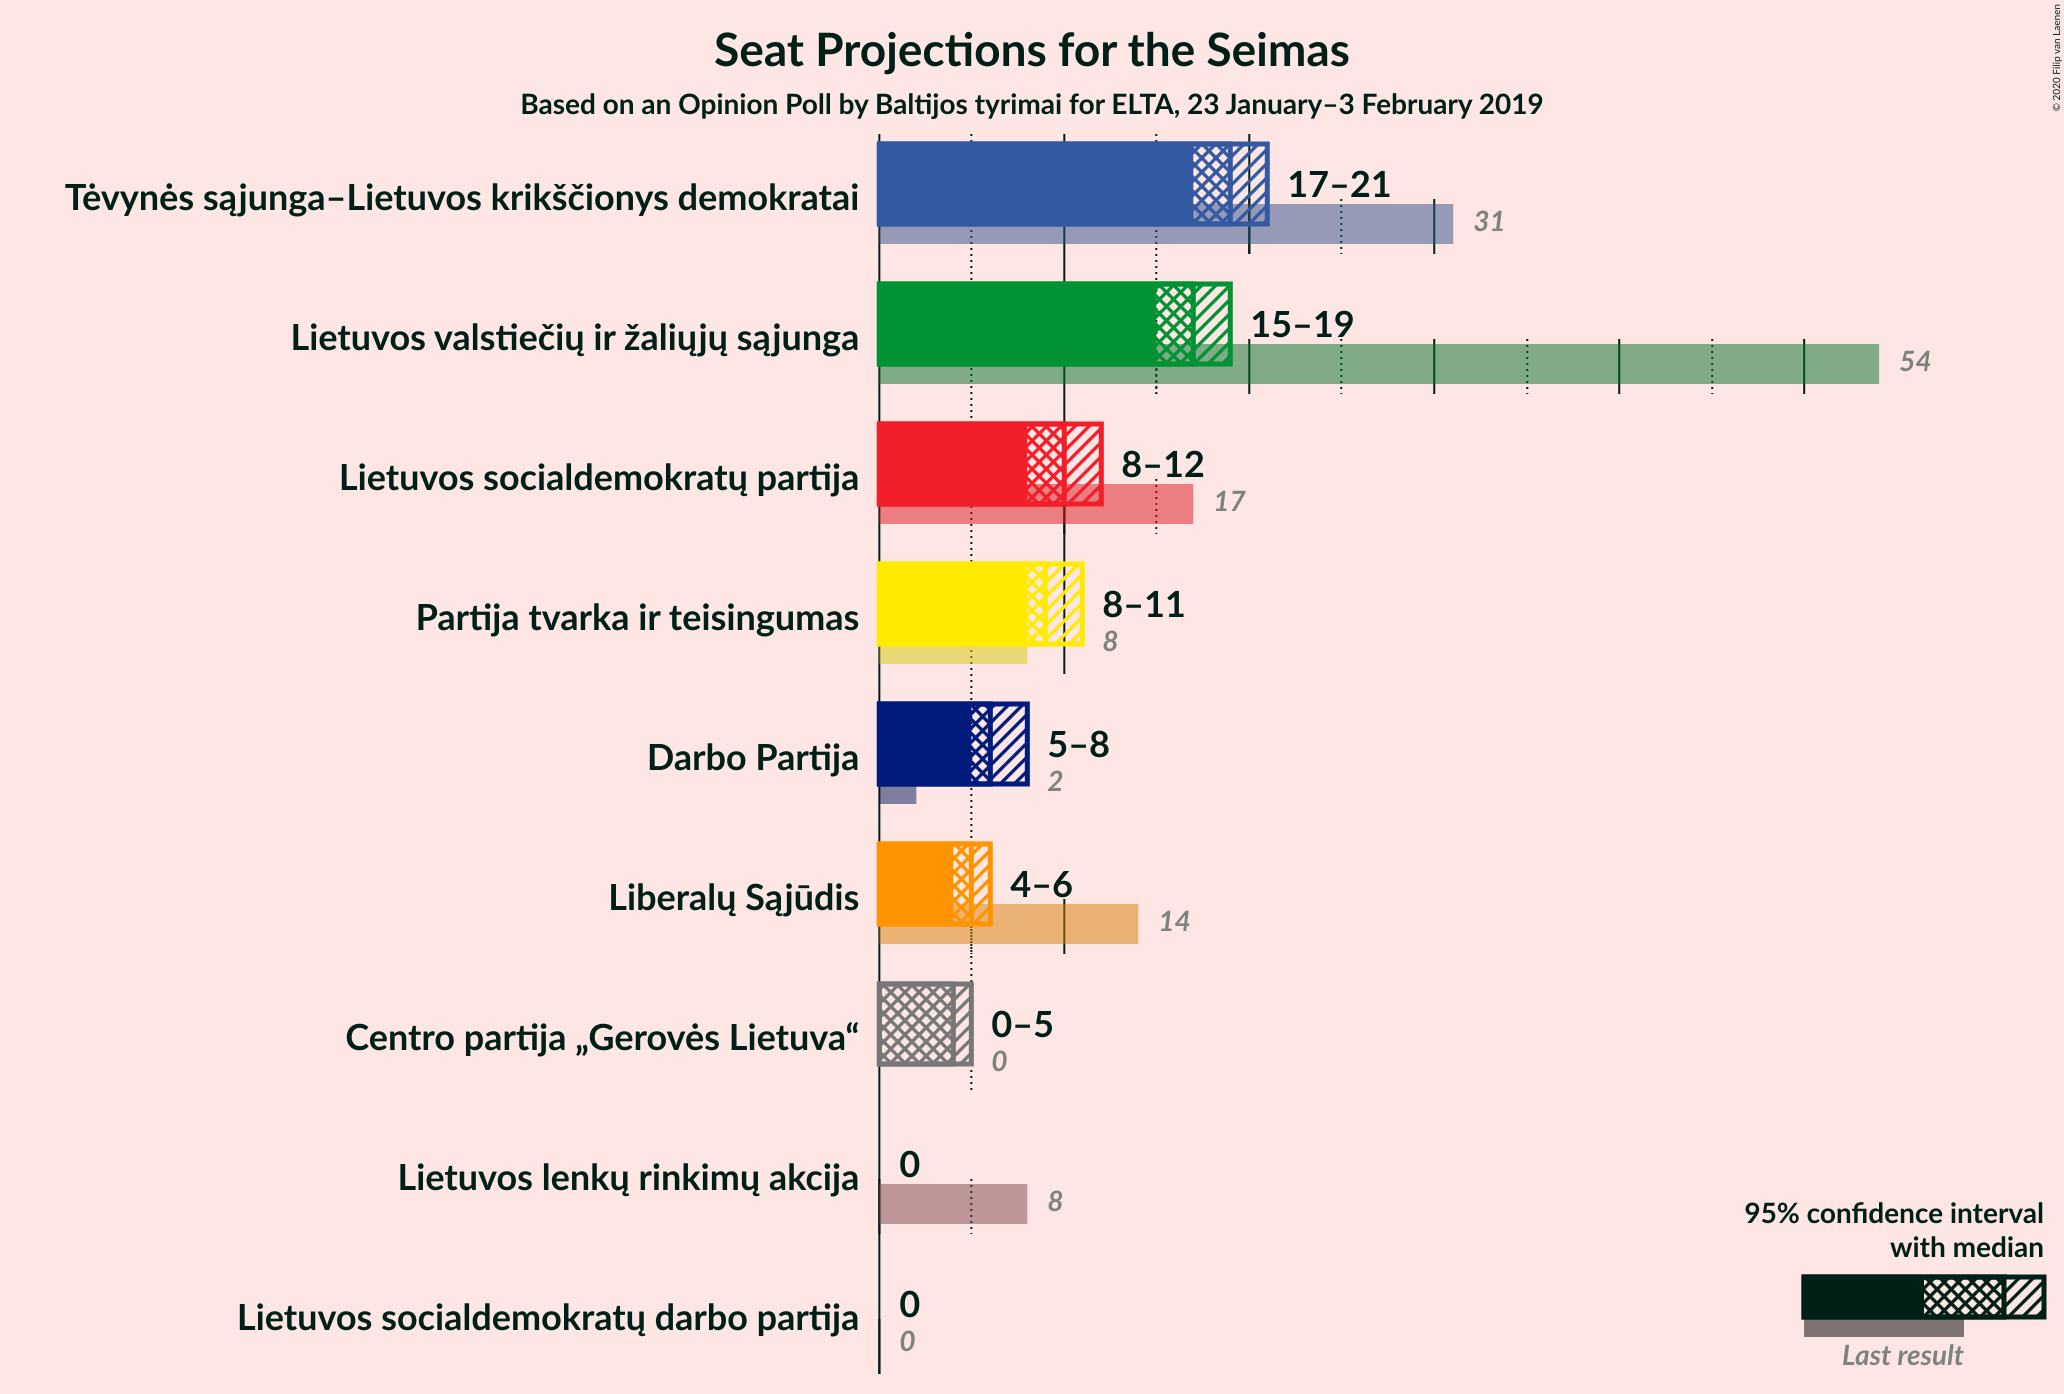 Seat Projections for the Seimas
Based on an Opinion Poll by Baltijos tyrimai for ELTA, 23 January–3 February 2019
© 2020 Filip van Laenen
Tėvynės sąjunga–Lietuvos krikščionys demokratai
17–21
31
Lietuvos valstiečių ir žaliųjų sąjunga
15–19
54
Lietuvos socialdemokratų partija
8–12
17
Partija tvarka ir teisingumas
8–11
8
Darbo Partija
5–8
2
Liberalų Sąjūdis
4–6
14
Centro partija „Gerovės Lietuva“
0–5
0
Lietuvos lenkų rinkimų akcija
0
8
Lietuvos socialdemokratų darbo partija
0
0
95% confidence interval
with median
Last result